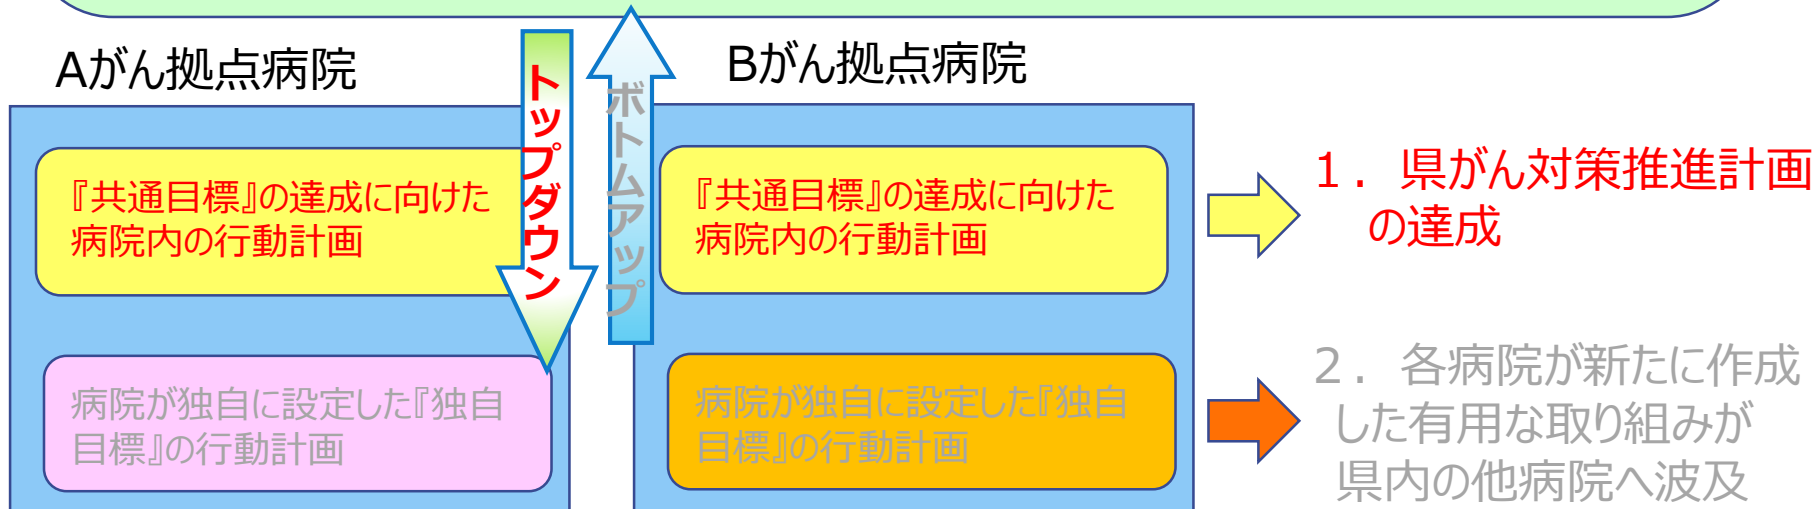 Aがん拠点病院
Bがん拠点病院
トップダウン
ボトムアップ
『共通目標』の達成に向けた
病院内の行動計画
『共通目標』の達成に向けた
病院内の行動計画
1. 県がん対策推進計画
の達成
病院が独自に設定した『独自
目標』の行動計画
病院が独自に設定した『独自
目標』の行動計画
2. 各病院が新たに作成
した有用な取り組みが
県内の他病院へ波及